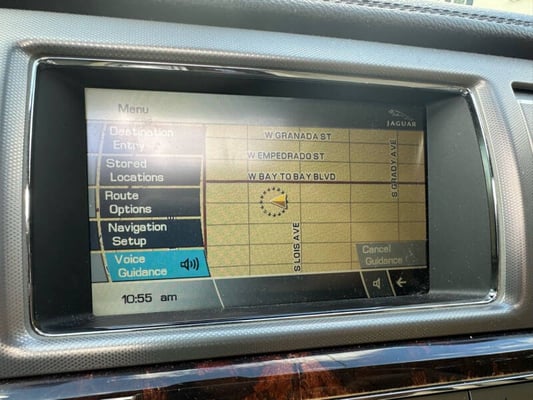 Menu
JAGUAR
Destination
Entry
Stored
Locations
Route
Options
Navigation
Setup
Voice
Guidance
W GRANADA ST
W EMPEDRADO ST
W BAY TO BAY BLVD
S GRADY AVE
S LOIS AVE
Cancel
Guidance
10:55 am